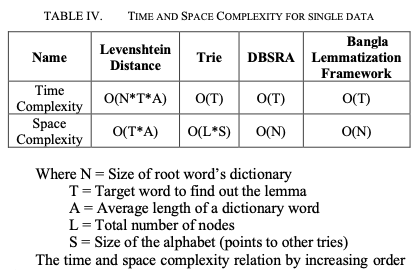 TABLE IV. TIME AND SPACE COMPLEXITY FOR SINGLE DATA
Name Levenshtein Distance Trie DBSRA Bangla Lemmatization Framework
Time Complexity O(N*T*A) O(T) O(T) O(T)
Space Complexity O(T*A) O(L*S) O(N) O(N)
Where N = Size of root word's dictionary
T = Target word to find out the lemma
A = Average length of a dictionary word
L = Total number of nodes
S = Size of the alphabet (points to other tries)
The time and space complexity relation by increasing order